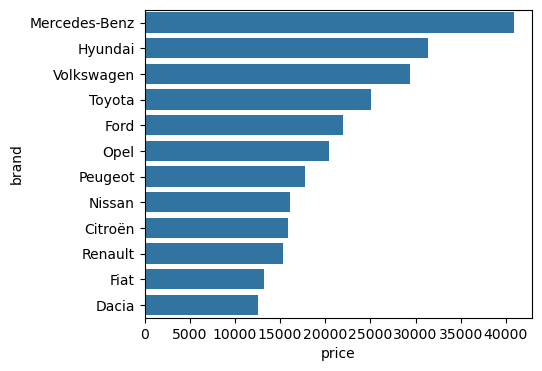 Mercedes-Benz
Hyundai
Volkswagen
Toyota
Ford
Opel
Peugeot
Nissan
Citroën
Renault
Fiat
Dacia
brand
0 5000 10000 15000 20000 25000 30000 35000 40000
price